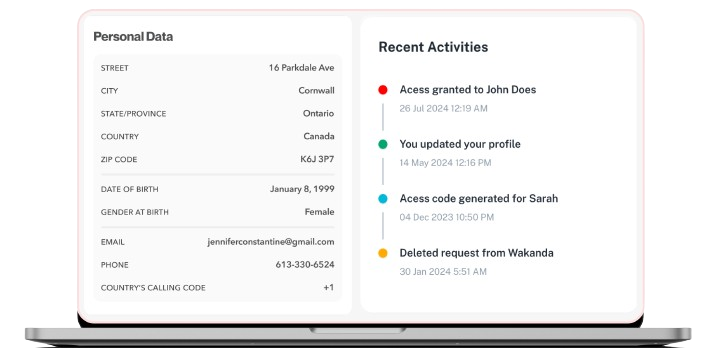 Personal Data
STREET 16 Parkdale Ave
CITY Cornwall
STATE/PROVINCE Ontario
COUNTRY Canada
ZIP CODE K6J 3P7
DATE OF BIRTH January 8, 1999
GENDER AT BIRTH Female
EMAIL jenniferconstantine@gmail.com
PHONE 613-330-6524
COUNTRY'S CALLING CODE +1
Recent Activities
Acess granted to John Does
26 Jul 2024 12:19 AM
You updated your profile
14 May 2024 12:16 PM
Acess code generated for Sarah
04 Dec 2023 10:50 PM
Deleted request from Wakanda
30 Jan 2024 5:51 AM